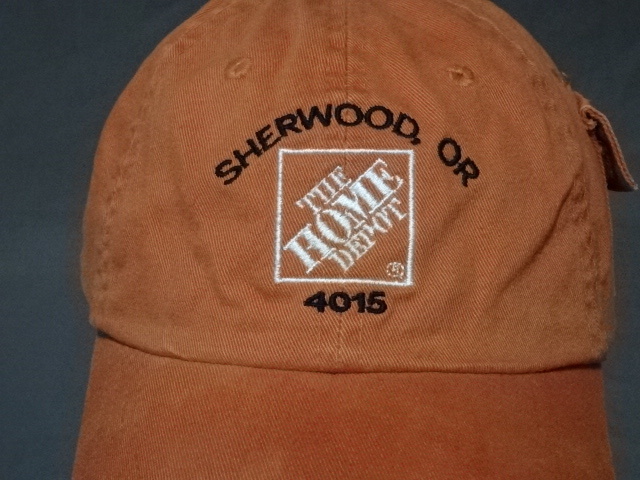 SHERWOOD, OR
THE
HOME
DEPOT
®
4015